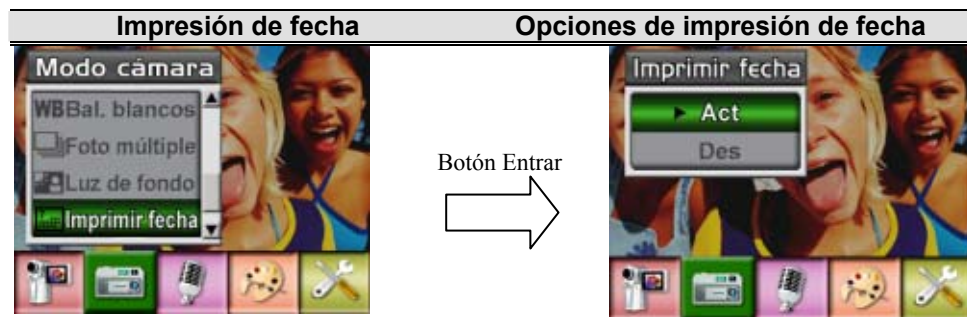 Impresión de fecha
Opciones de impresión de fecha
Modo cámara
WB Bal. blancos
Foto múltiple
Luz de fondo
Imprimir fecha
Botón Entrar
Imprimir fecha
Act
Des